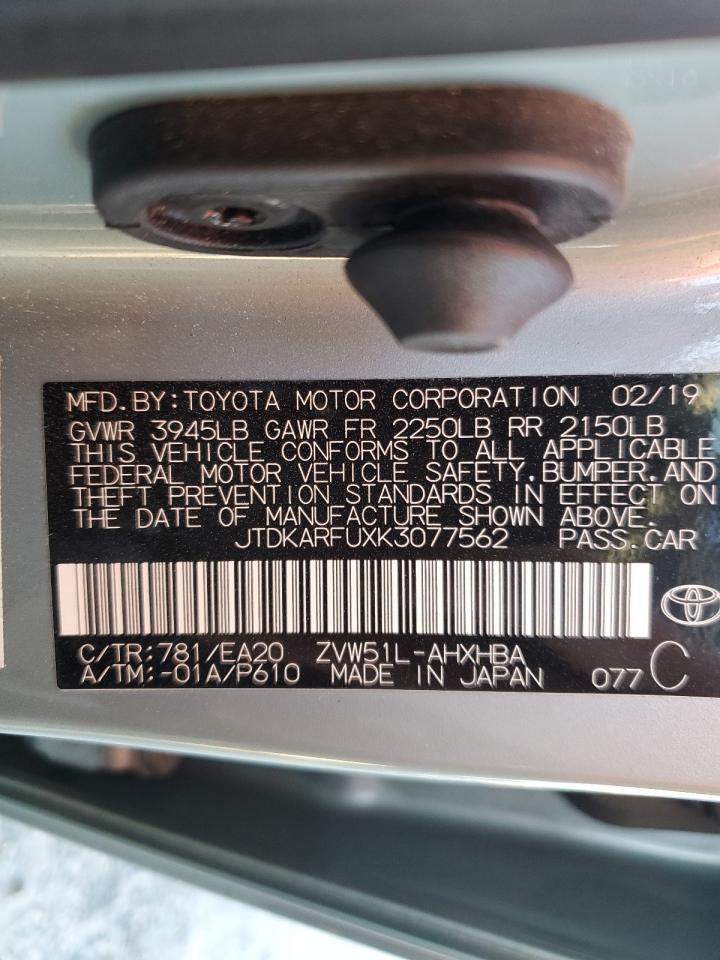 MFD.BY:TOYOTA MOTOR CORPORATION 02/19
GVWR 3945LB GAWR FR 2250LB RR 2150LB
THIS VEHICLE CONFORMS TO ALL APPLICABLE
FEDERAL MOTOR VEHICLE SAFETY.BUMPER.AND
THEFT PREVENTION STANDARDS IN EFFECT ON
THE DATE OF MANUFACTURE SHOWN ABOVE.
JTDKARFUXK3077562 PASS.CAR
C/TR:781/EA20 ZVW51L-AHXHBA
A/TM:-01A/P610 MADE IN JAPAN 077 C